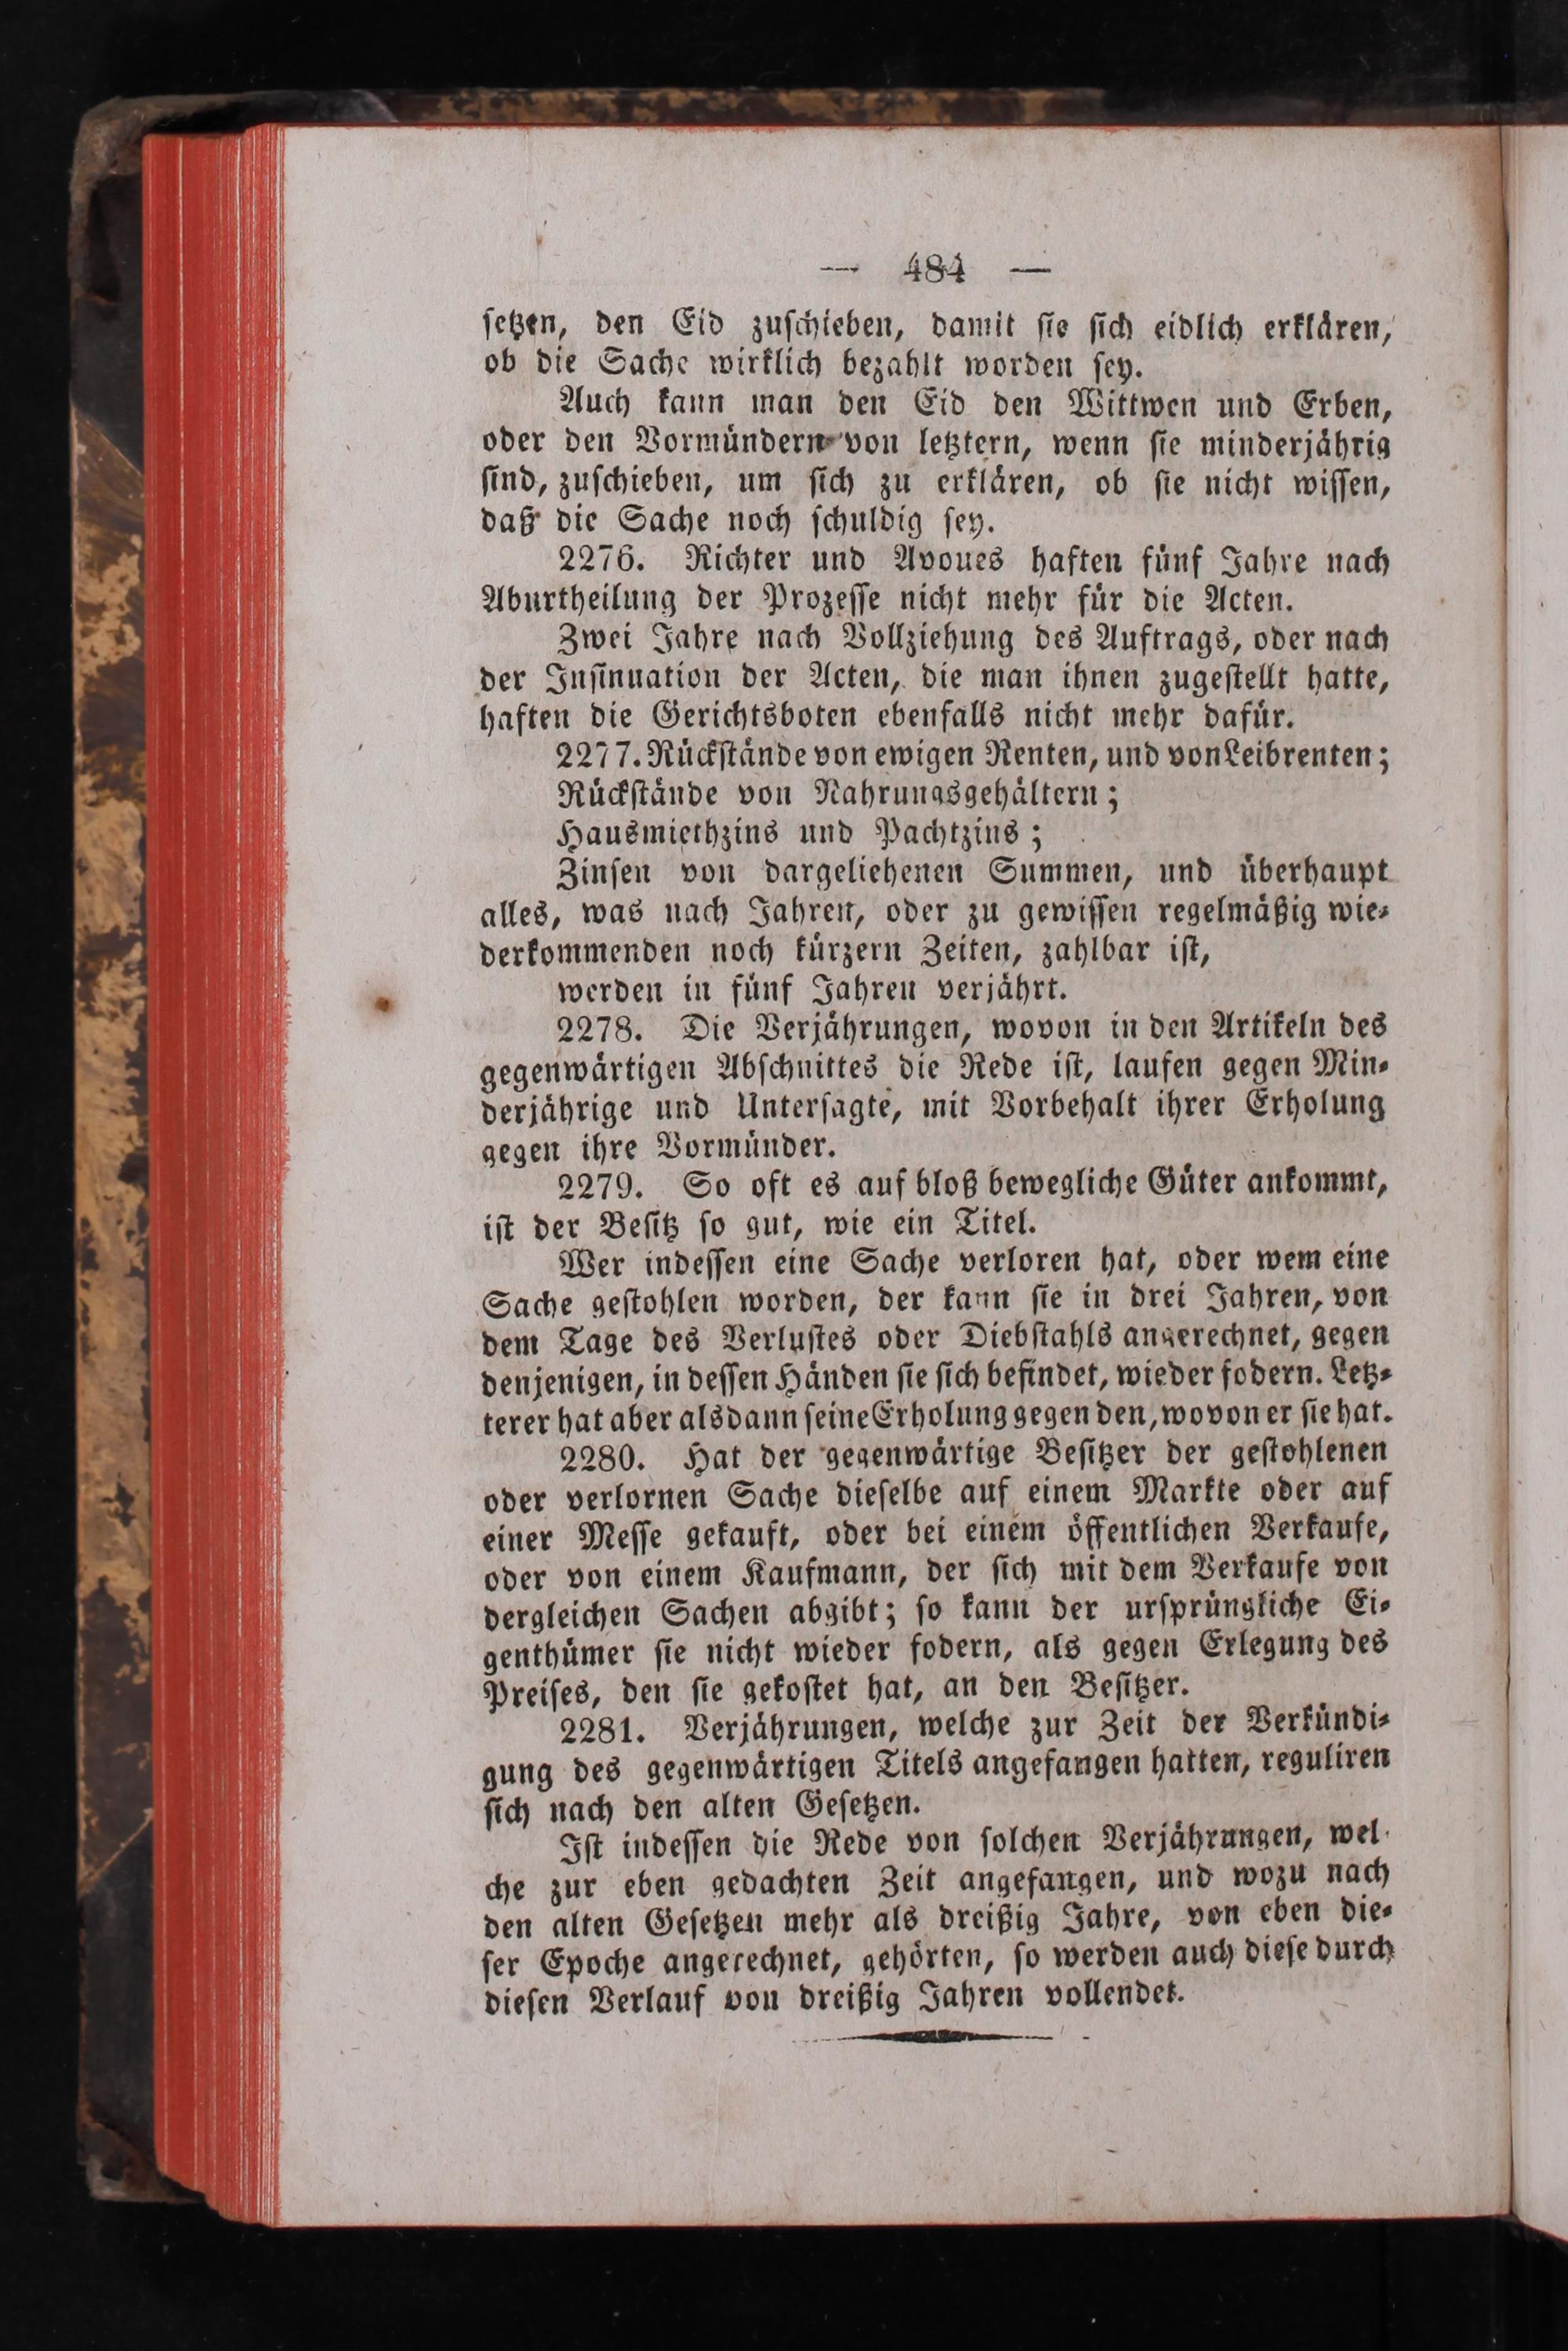 — 484 —
ſetzen, den Eid zuſchieben, damit ſie ſich eidlich erklären,
ob die Sache wirklich bezahlt worden ſey.
Auch kann man den Eid den Wittwen und Erben,
oder den Vormündern von letztern, wenn ſie minderjährig
ſind, zuſchieben, um ſich zu erklären, ob ſie nicht wiſſen,
daß die Sache noch ſchuldig ſey.
2276. Richter und Avoues haften fünf Jahre nach
Aburtheilung der Prozeſſe nicht mehr für die Acten.
Zwei Jahre nach Vollziehung des Auftrags, oder nach
der Inſinuation der Acten, die man ihnen zugeſtellt hatte,
haften die Gerichtsboten ebenfalls nicht mehr dafür.
2277. Rückſtände von ewigen Renten, und von Leibrenten;
Rückſtände von Nahrungsgehältern;
Hausmiethzins und Pachtzins;
Zinſen von dargeliehenen Summen, und überhaupt
alles, was nach Jahren, oder zu gewiſſen regelmäßig wie-
derkommenden noch kürzern Zeiten, zahlbar iſt,
werden in fünf Jahren verjährt.
2278. Die Verjährungen, wovon in den Artikeln des
gegenwärtigen Abſchnittes die Rede iſt, laufen gegen Min-
derjährige und Unterſagte, mit Vorbehalt ihrer Erholung
gegen ihre Vormünder.
2279. So oft es auf bloß bewegliche Güter ankommt,
iſt der Beſitz ſo gut, wie ein Titel.
Wer indeſſen eine Sache verloren hat, oder wem eine
Sache geſtohlen worden, der kann ſie in drei Jahren, von
dem Tage des Verluſtes oder Diebſtahls angerechnet, gegen
denjenigen, in deſſen Händen ſie ſich befindet, wieder fodern. Letz-
terer hat aber alsdann ſeine Erholung gegen den, wovon er ſie hat.
2280. Hat der gegenwärtige Beſitzer der geſtohlenen
oder verlornen Sache dieſelbe auf einem Markte oder auf
einer Meſſe gekauft, oder bei einem öffentlichen Verkaufe,
oder von einem Kaufmann, der ſich mit dem Verkaufe von
dergleichen Sachen abgibt; ſo kann der urſprüngliche Ei-
genthümer ſie nicht wieder fodern, als gegen Erlegung des
Preiſes, den ſie gekoſtet hat, an den Beſitzer.
2281. Verjährungen, welche zur Zeit der Verkündi-
gung des gegenwärtigen Titels angefangen hatten, reguliren
ſich nach den alten Geſetzen.
Iſt indeſſen die Rede von ſolchen Verjährungen, wel-
che zur eben gedachten Zeit angefangen, und wozu nach
den alten Geſetzen mehr als dreißig Jahre, von eben die-
ſer Epoche angerechnet, gehörten, ſo werden auch dieſe durch
dieſen Verlauf von dreißig Jahren vollendet.